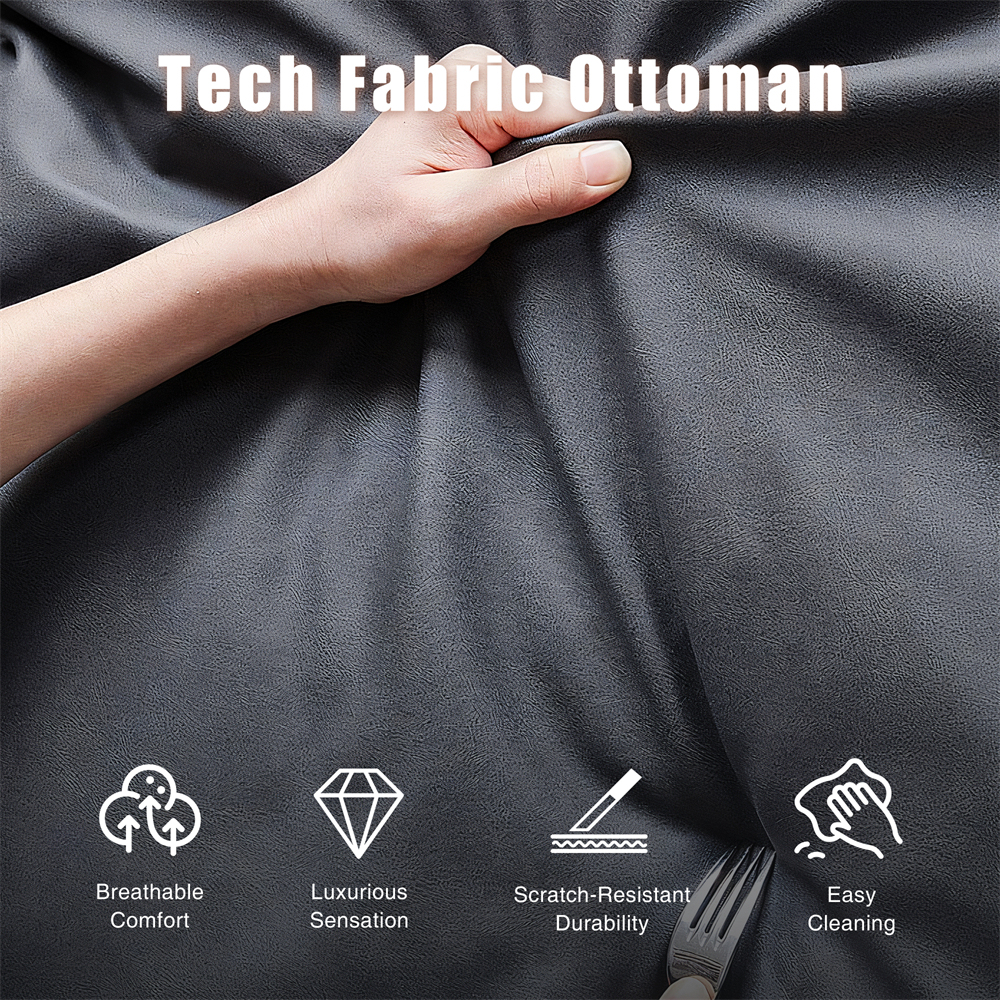 Tech Fabric Ottoman
Breathable
Comfort
Luxurious
Sensation
Scratch-Resistant
Durability
Easy
Cleaning